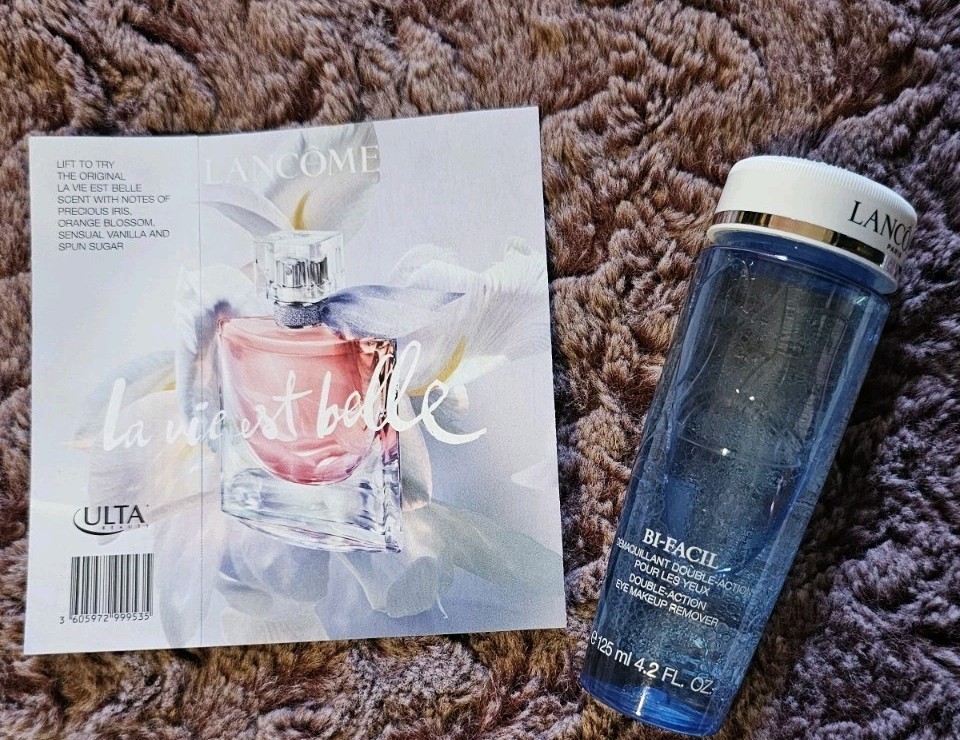 LIFT TO TRY
THE ORIGINAL
LA VIE EST BELLE
SCENT WITH NOTES OF
PRECIOUS IRIS,
ORANGE BLOSSOM,
SENSUAL VANILLA AND
SPUN SUGAR
LANCÔME
La vie est belle
ULTA
BEAUTY
3 605972 999535
LANCÔ
BI-FACIL
DÉMAQUILLANT DOUBLE-ACTION
POUR LES YEUX
DOUBLE-ACTION
EYE MAKEUP REMOVER
℮125 ml 4.2 FL. OZ.